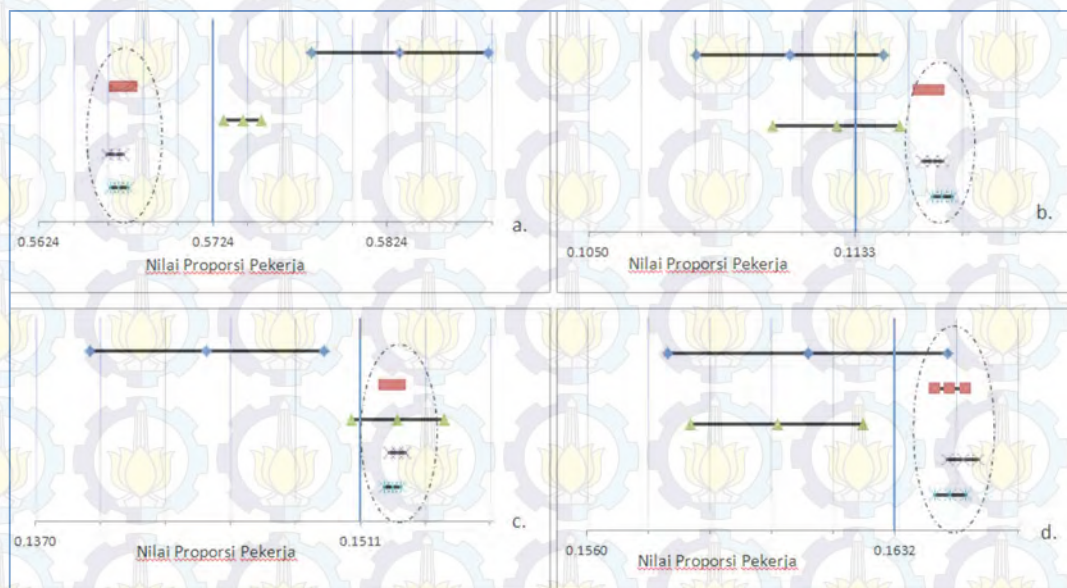 0.5624 0.5724 0.5824 a.
Nilai Proporsi Pekerja
0.1050 0.1133 b.
Nilai Proporsi Pekerja
0.1370 0.1511 c.
Nilai Proporsi Pekerja
0.1560 0.1632 d.
Nilai Proporsi Pekerja